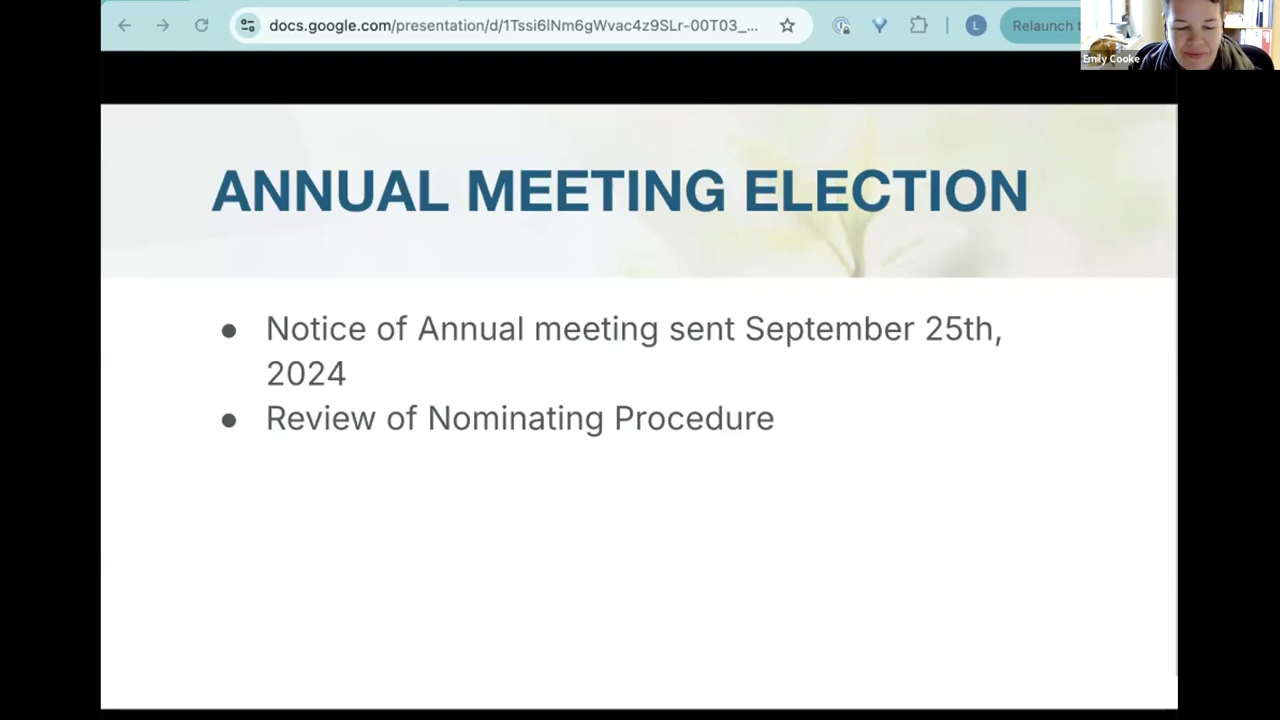 docs.google.com/presentation/d/1Tssi6lNm6gWvac4z9SLr-00T03_...
L
Relaunch
Emily Cooke
ANNUAL MEETING ELECTION
● Notice of Annual meeting sent September 25th,
2024
● Review of Nominating Procedure